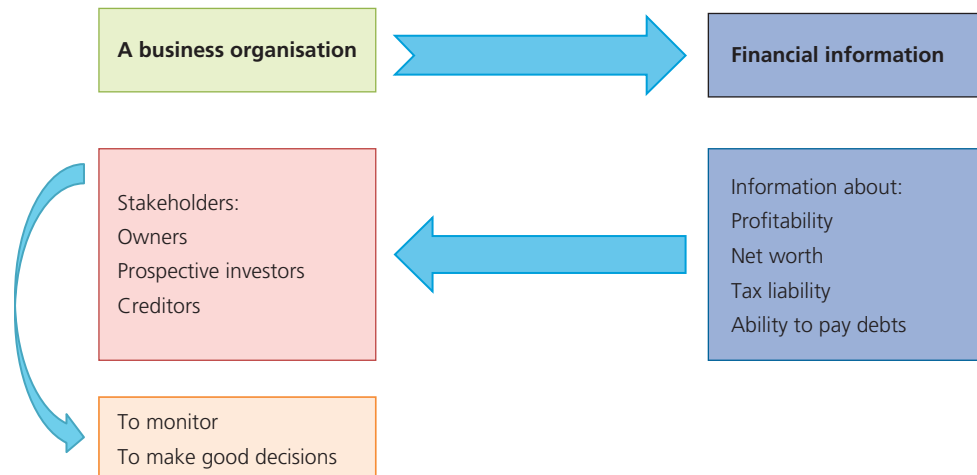 A business organisation
Financial information
Stakeholders:
Owners
Prospective investors
Creditors
Information about:
Profitability
Net worth
Tax liability
Ability to pay debts
To monitor
To make good decisions